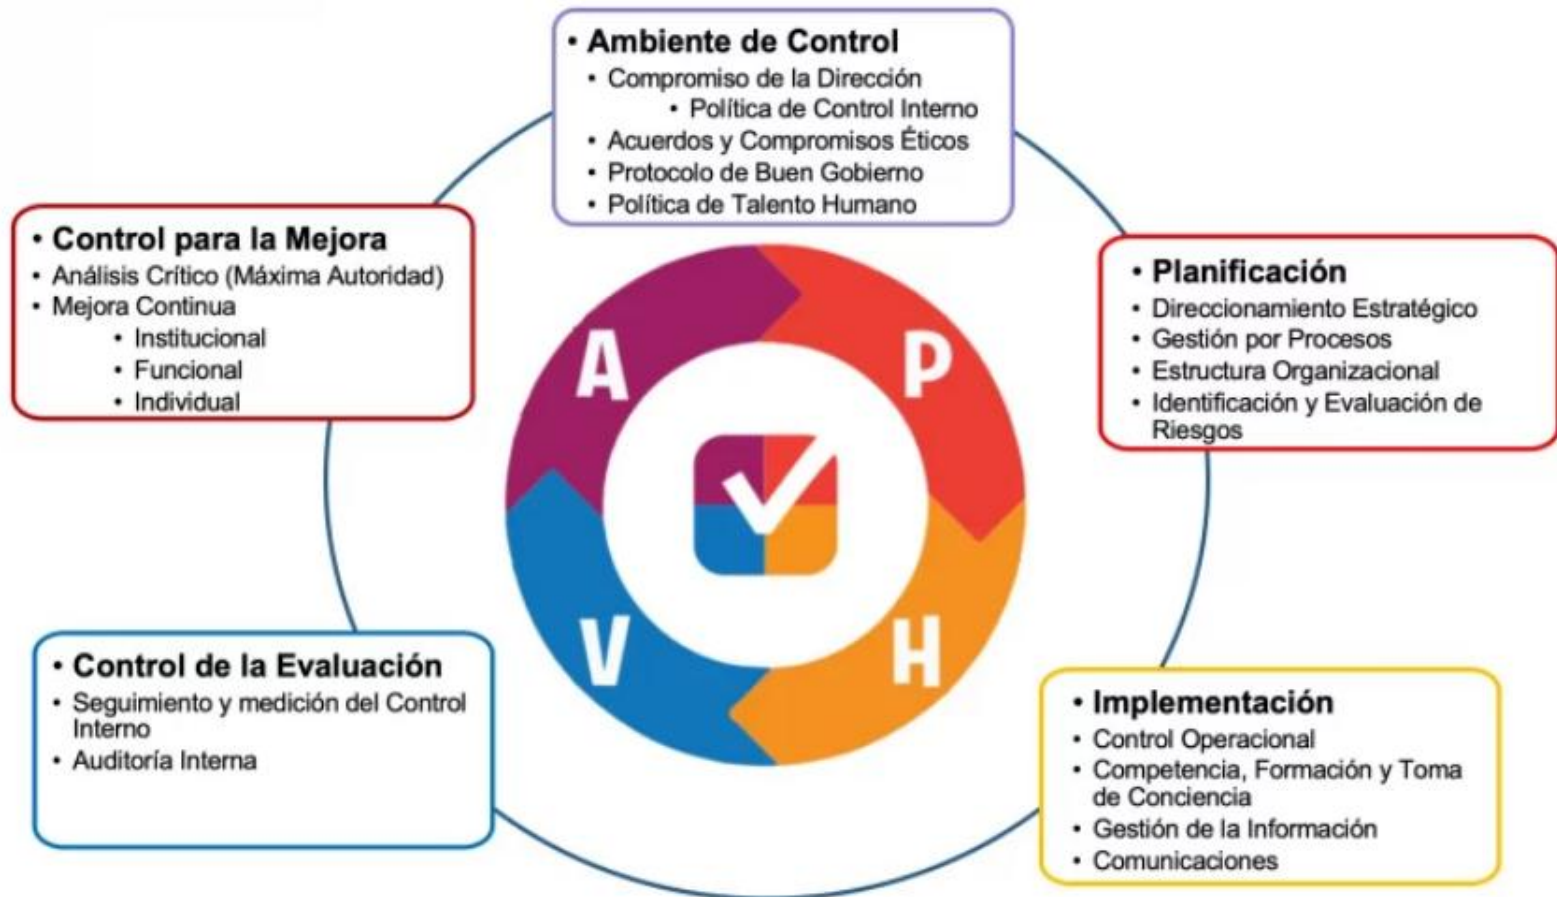 • Ambiente de Control
• Compromiso de la Dirección
• Política de Control Interno
• Acuerdos y Compromisos Éticos
• Protocolo de Buen Gobierno
• Política de Talento Humano
• Control para la Mejora
• Análisis Crítico (Máxima Autoridad)
• Mejora Continua
• Institucional
• Funcional
• Individual
• Planificación
• Direccionamiento Estratégico
• Gestión por Procesos
• Estructura Organizacional
• Identificación y Evaluación de
Riesgos
A
P
V
H
• Control de la Evaluación
• Seguimiento y medición del Control
Interno
• Auditoría Interna
• Implementación
• Control Operacional
• Competencia, Formación y Toma
de Conciencia
• Gestión de la Información
• Comunicaciones